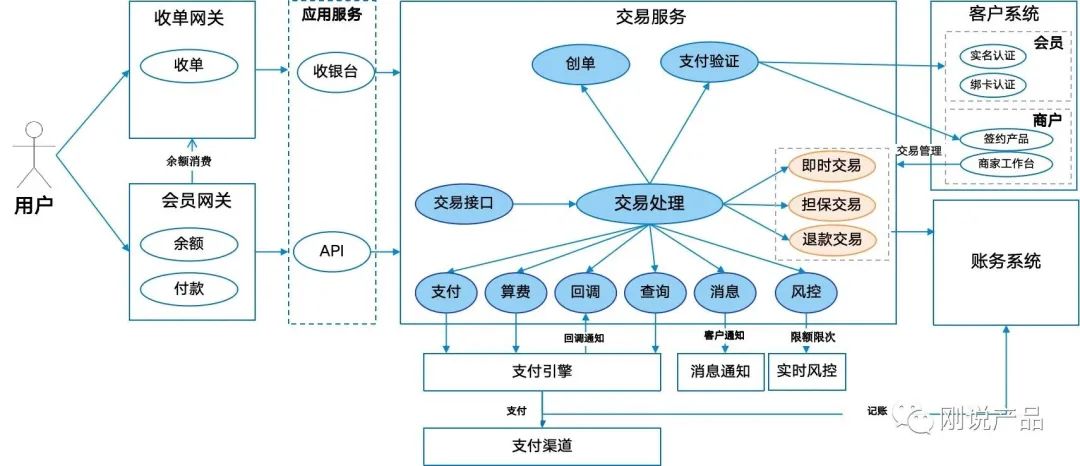 收单网关
应用服务
交易服务
客户系统
会员
收单
收银台
创单
支付验证
实名认证
绑卡认证
商户
签约产品
商家工作台
交易管理
余额消费
用户
会员网关
余额
付款
API
交易接口
交易处理
即时交易
担保交易
退款交易
账务系统
支付
算费
回调
查询
消息
风控
回调通知
客户通知
限额限次
支付引擎
消息通知
实时风控
支付
记账
刚说产品
支付渠道